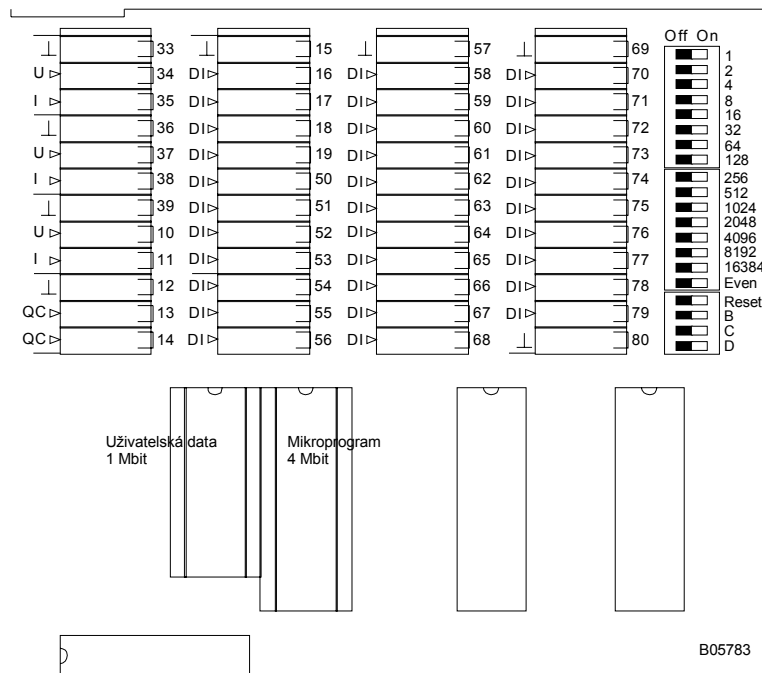 Off On
⊥ 33 ⊥ 15 ⊥ 57 ⊥ 69 1
U 34 DI 16 DI 58 DI 70 2
I 35 DI 17 DI 59 DI 71 4
⊥ 36 DI 18 DI 60 DI 72 8
U 37 DI 19 DI 61 DI 73 16
I 38 DI 50 DI 62 DI 74 32
⊥ 39 DI 51 DI 63 DI 75 64
U 10 DI 52 DI 64 DI 76 128
I 11 DI 53 DI 65 DI 77 256
⊥ 12 DI 54 DI 66 DI 78 512
QC 13 DI 55 DI 67 DI 79 1024
QC 14 DI 56 DI 68 ⊥ 80 2048
4096
8192
16384
Even
Reset
B
C
D
Uživatelská data
1 Mbit
Mikroprogram
4 Mbit
B05783